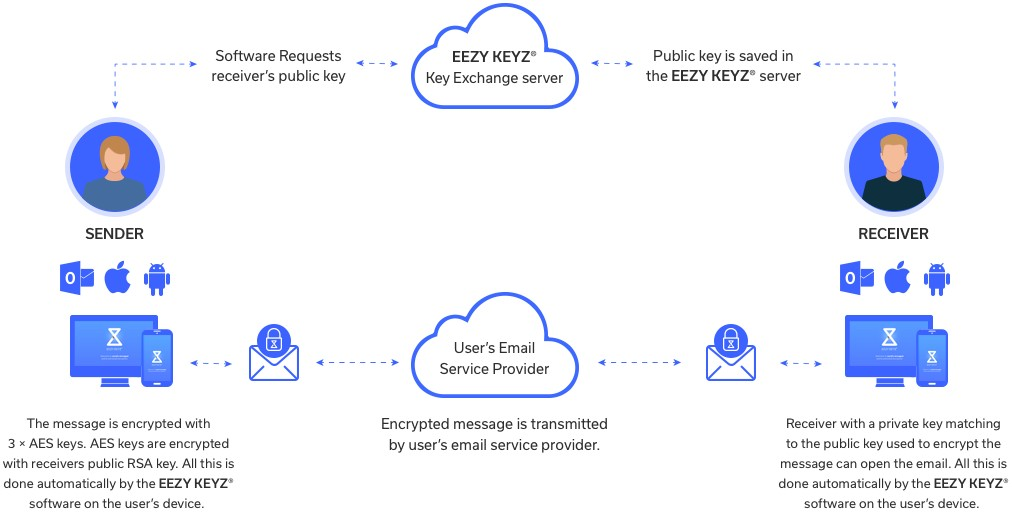 Software Requests
receiver's public key
EEZY KEYZ®
Key Exchange server
Public key is saved in
the EEZY KEYZ® server
SENDER
RECEIVER
User's Email
Service Provider
The message is encrypted with
3 × AES keys. AES keys are encrypted
with receivers public RSA key. All this is
done automatically by the EEZY KEYZ®
software on the user's device.
Encrypted message is transmitted
by user's email service provider.
Receiver with a private key matching
to the public key used to encrypt the
message can open the email. All this is
done automatically by the EEZY KEYZ®
software on the user's device.